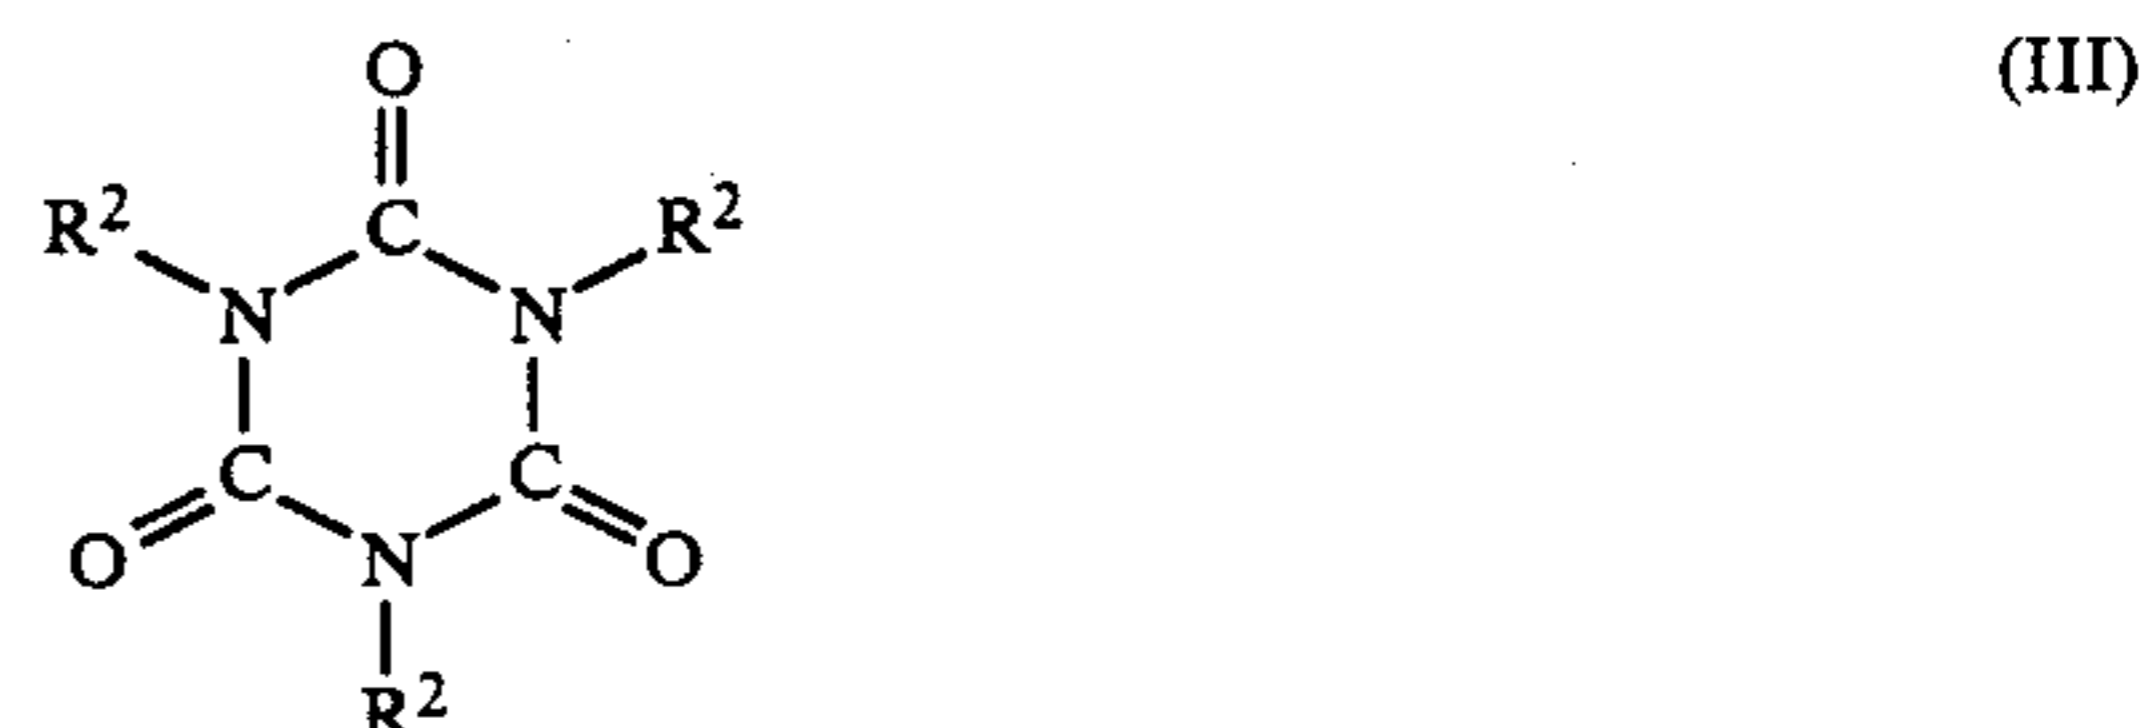 O (III)
R² C R²
N N
C C
O N O
R²